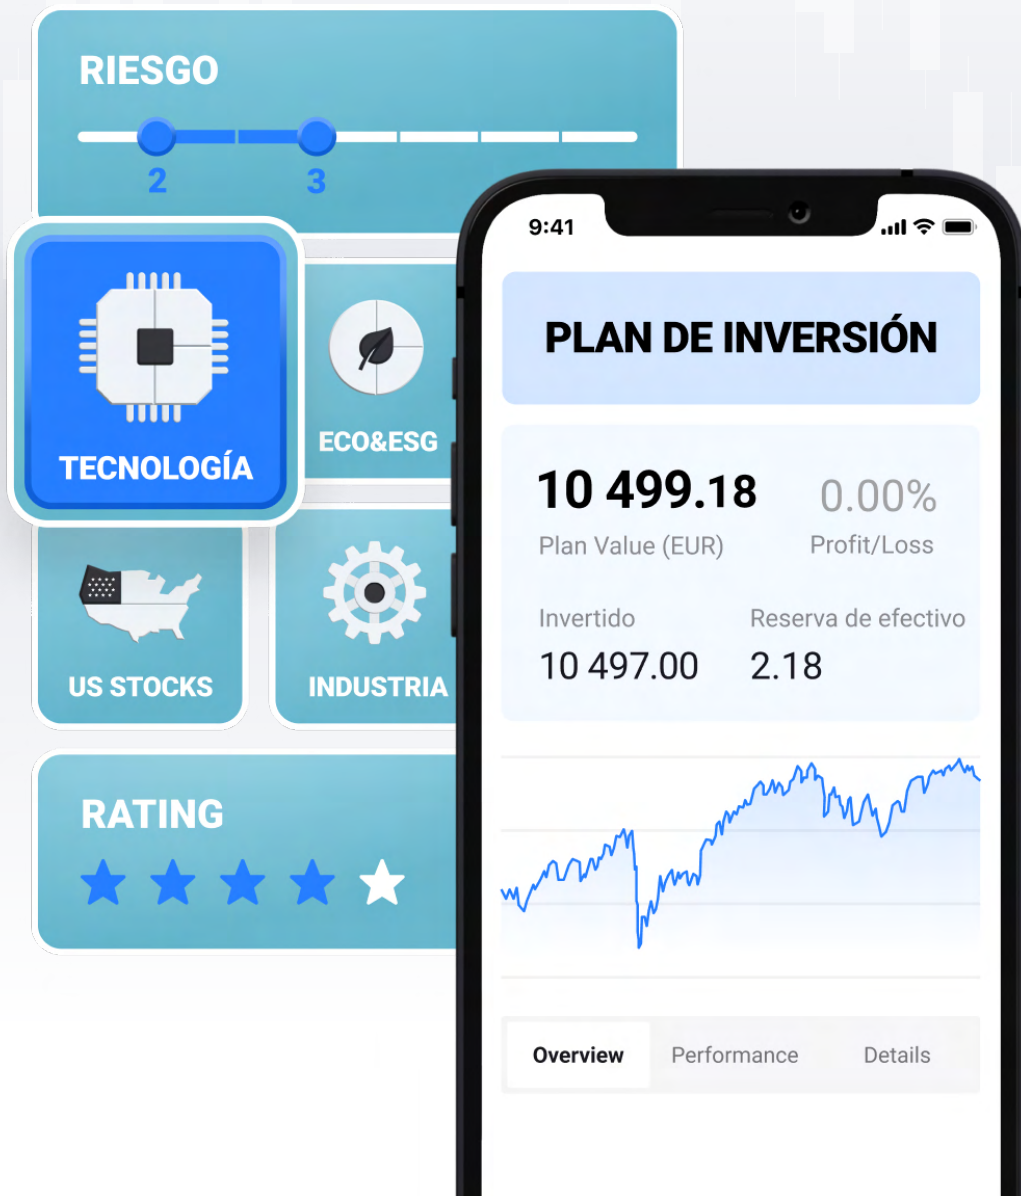 RIESGO
2 3
TECNOLOGÍA
ECO&ESG
US STOCKS
INDUSTRIA
RATING
9:41
PLAN DE INVERSIÓN
10 499.18 0.00%
Plan Value (EUR) Profit/Loss
Invertido Reserva de efectivo
10 497.00 2.18
Overview Performance Details